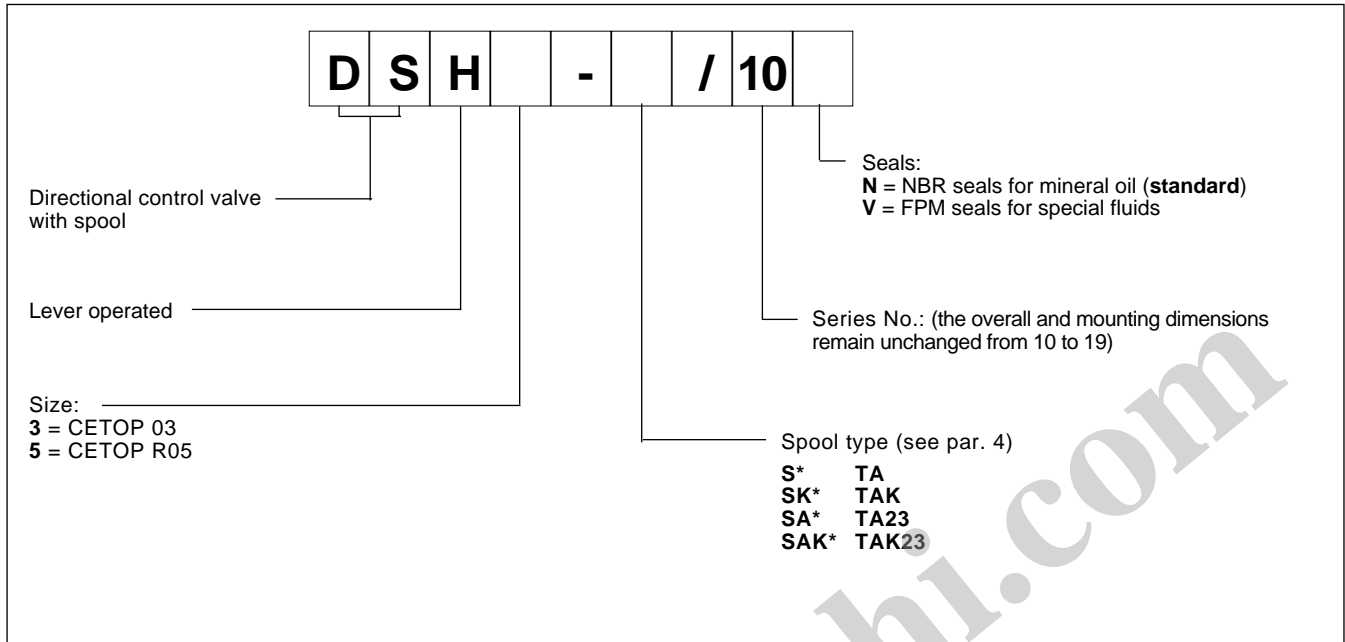 D S H - / 10
Directional control valve
with spool
Lever operated
Size:
3 = CETOP 03
5 = CETOP R05
Seals:
N = NBR seals for mineral oil (standard)
V = FPM seals for special fluids
Series No.: (the overall and mounting dimensions
remain unchanged from 10 to 19)
Spool type (see par. 4)
S* TA
SK* TAK
SA* TA23
SAK* TAK23
hi.com